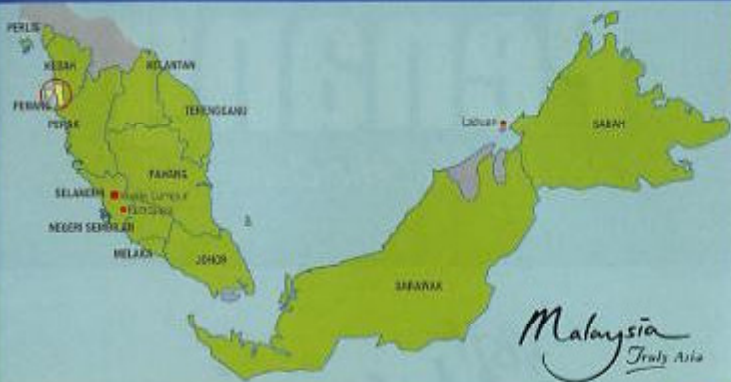 PERLIS
KEDAH
KELANTAN
PENANG
PERAK
TERENGGANU
Labuan
SABAH
PAHANG
SELANGOR
Kuala Lumpur
Putrajaya
NEGERI SEMBILAN
MELAKA
JOHOR
SARAWAK
Malaysia
Truly Asia